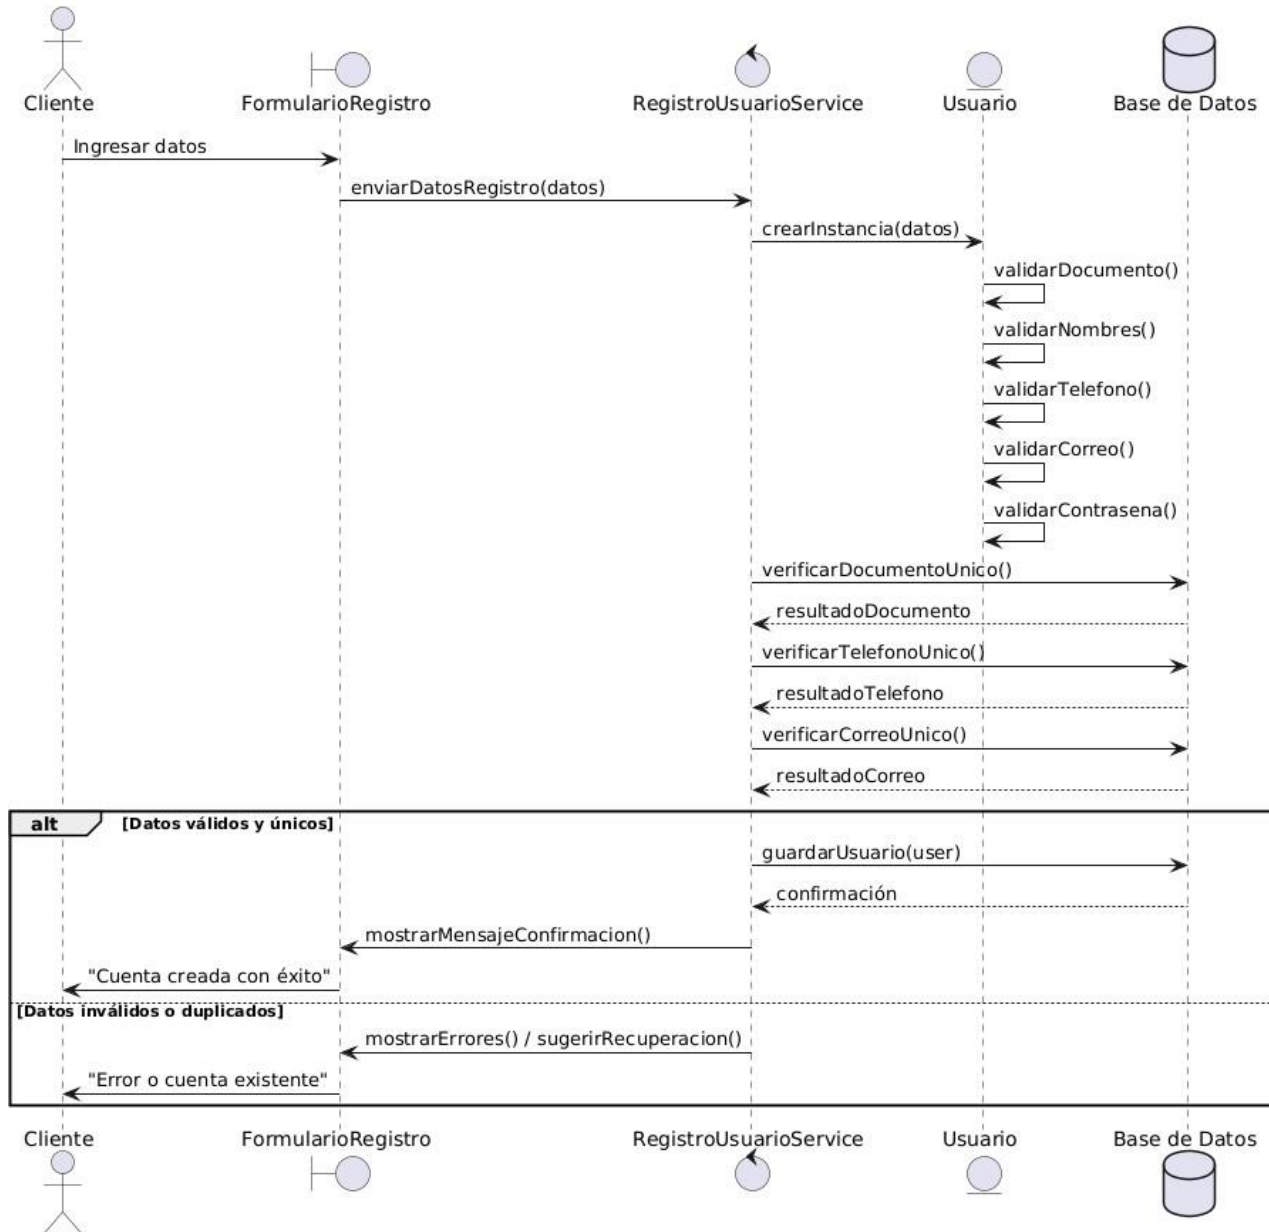 Cliente
FormularioRegistro
RegistroUsuarioService
Usuario
Base de Datos
Ingresar datos
enviarDatosRegistro(datos)
crearInstancia(datos)
validarDocumento()
validarNombres()
validarTelefono()
validarCorreo()
validarContrasena()
verificarDocumentoUnico()
resultadoDocumento
verificarTelefonoUnico()
resultadoTelefono
verificarCorreoUnico()
resultadoCorreo
alt [Datos válidos y únicos]
guardarUsuario(user)
confirmación
mostrarMensajeConfirmacion()
"Cuenta creada con éxito"
[Datos inválidos o duplicados]
mostrarErrores() / sugerirRecuperacion()
"Error o cuenta existente"
Cliente
FormularioRegistro
RegistroUsuarioService
Usuario
Base de Datos